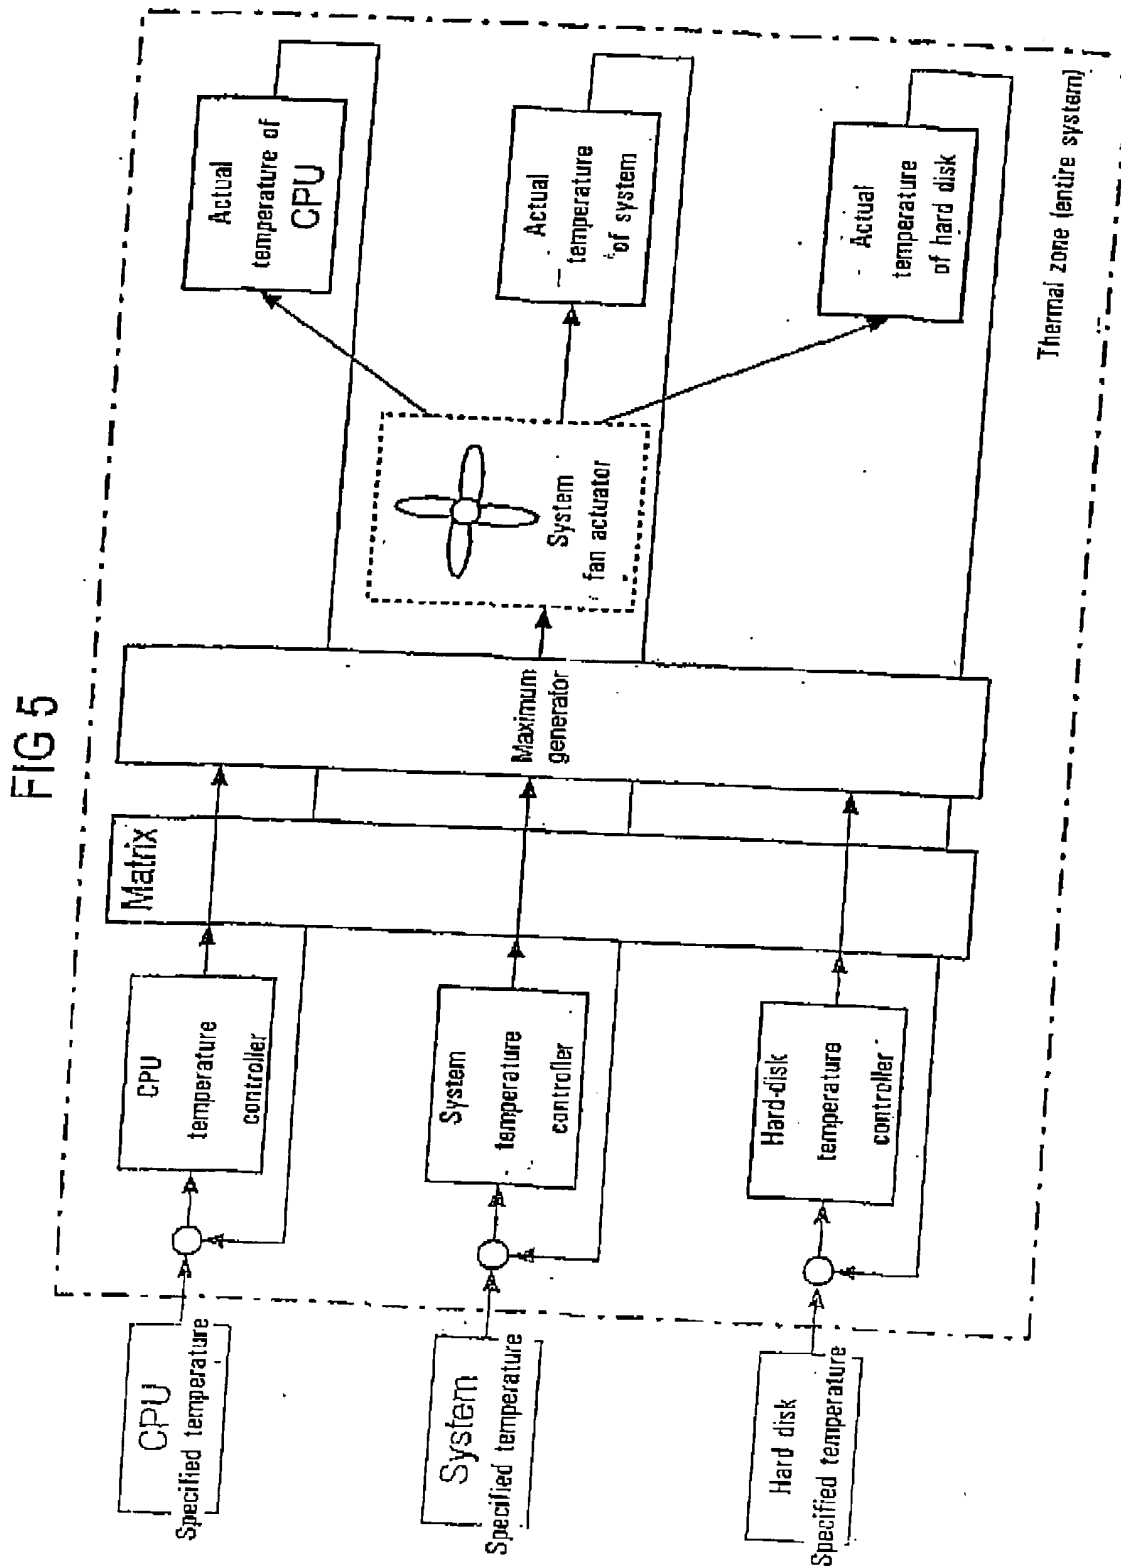 FIG 5
CPU
Specified temperature
CPU
temperature
controller
Matrix
Actual
temperature of
CPU
System
Specified temperature
System
temperature
controller
Maximum
generator
System
fan actuator
Actual
temperature
of system
Hard disk
Specified temperature
Hard-disk
temperature
controller
Actual
temperature
of hard disk
Thermal zone (entire system)